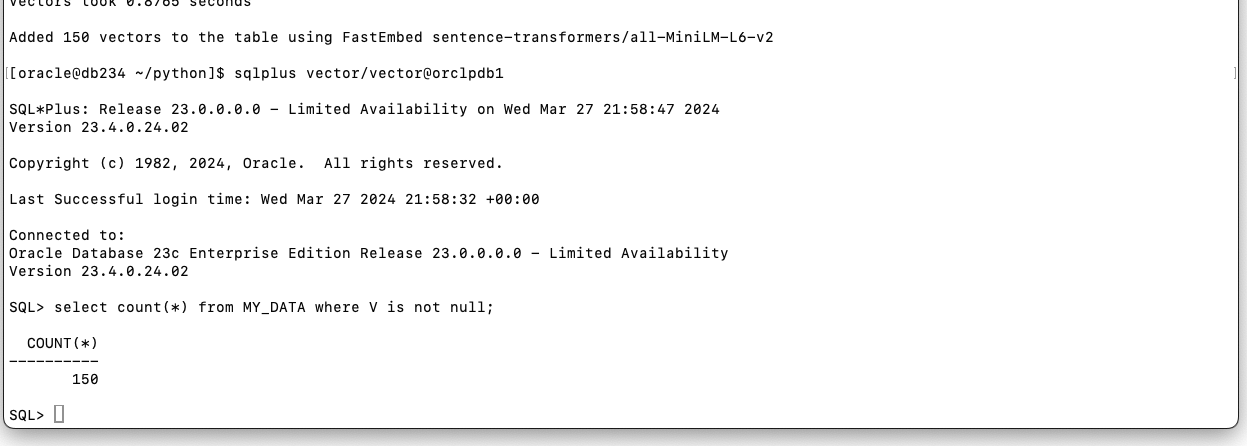 vectors took 0.8765 seconds
Added 150 vectors to the table using FastEmbed sentence-transformers/all-MiniLM-L6-v2
[[oracle@db234 ~/python]$ sqlplus vector/vector@orclpdb1 ]
SQL*Plus: Release 23.0.0.0.0 - Limited Availability on Wed Mar 27 21:58:47 2024
Version 23.4.0.24.02
Copyright (c) 1982, 2024, Oracle.  All rights reserved.
Last Successful login time: Wed Mar 27 2024 21:58:32 +00:00
Connected to:
Oracle Database 23c Enterprise Edition Release 23.0.0.0.0 - Limited Availability
Version 23.4.0.24.02
SQL> select count(*) from MY_DATA where V is not null;
COUNT(*)
----------
150
SQL>